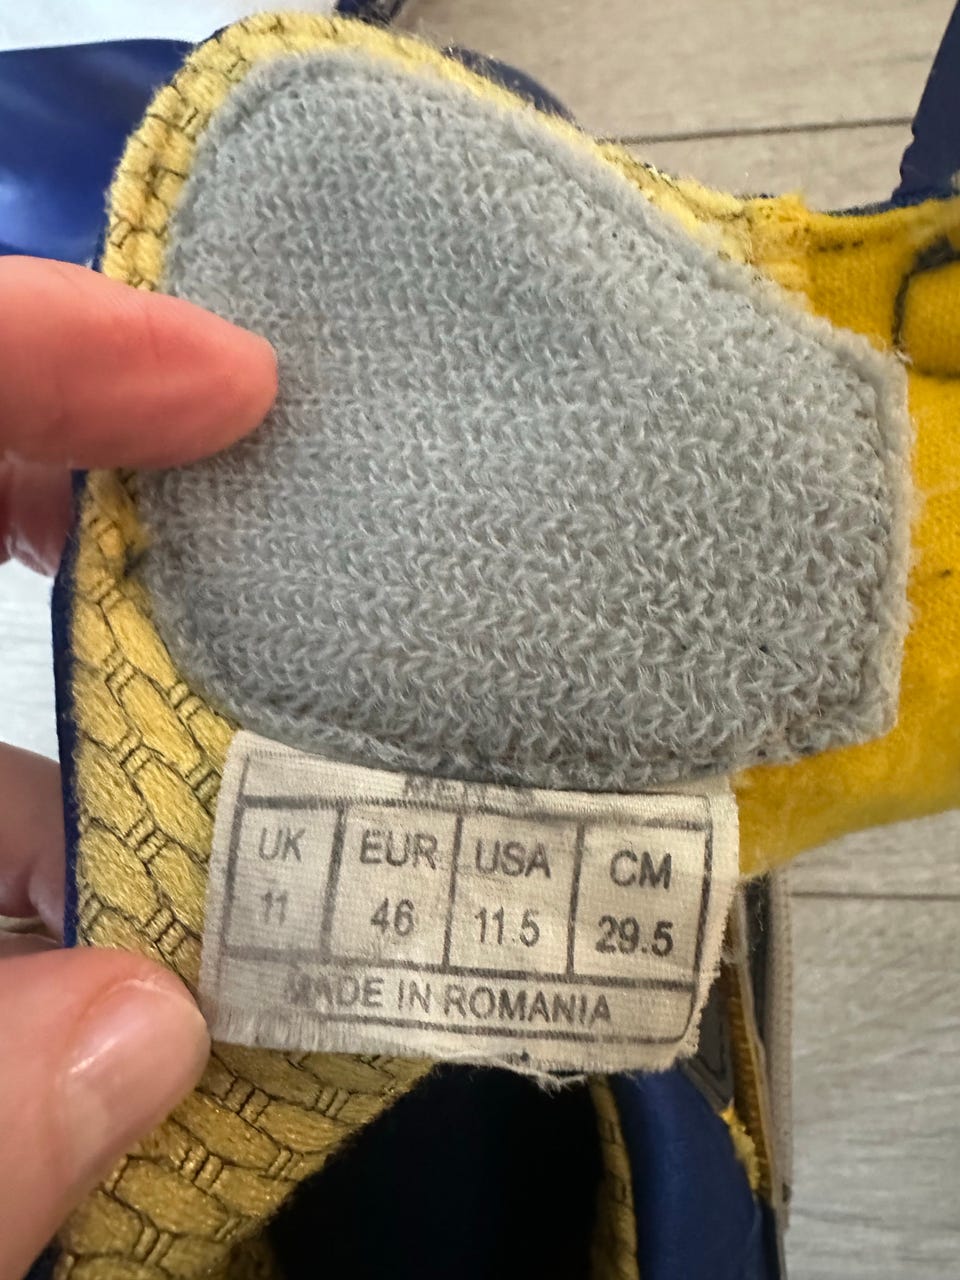 UK EUR USA CM
11 46 11.5 29.5
MADE IN ROMANIA